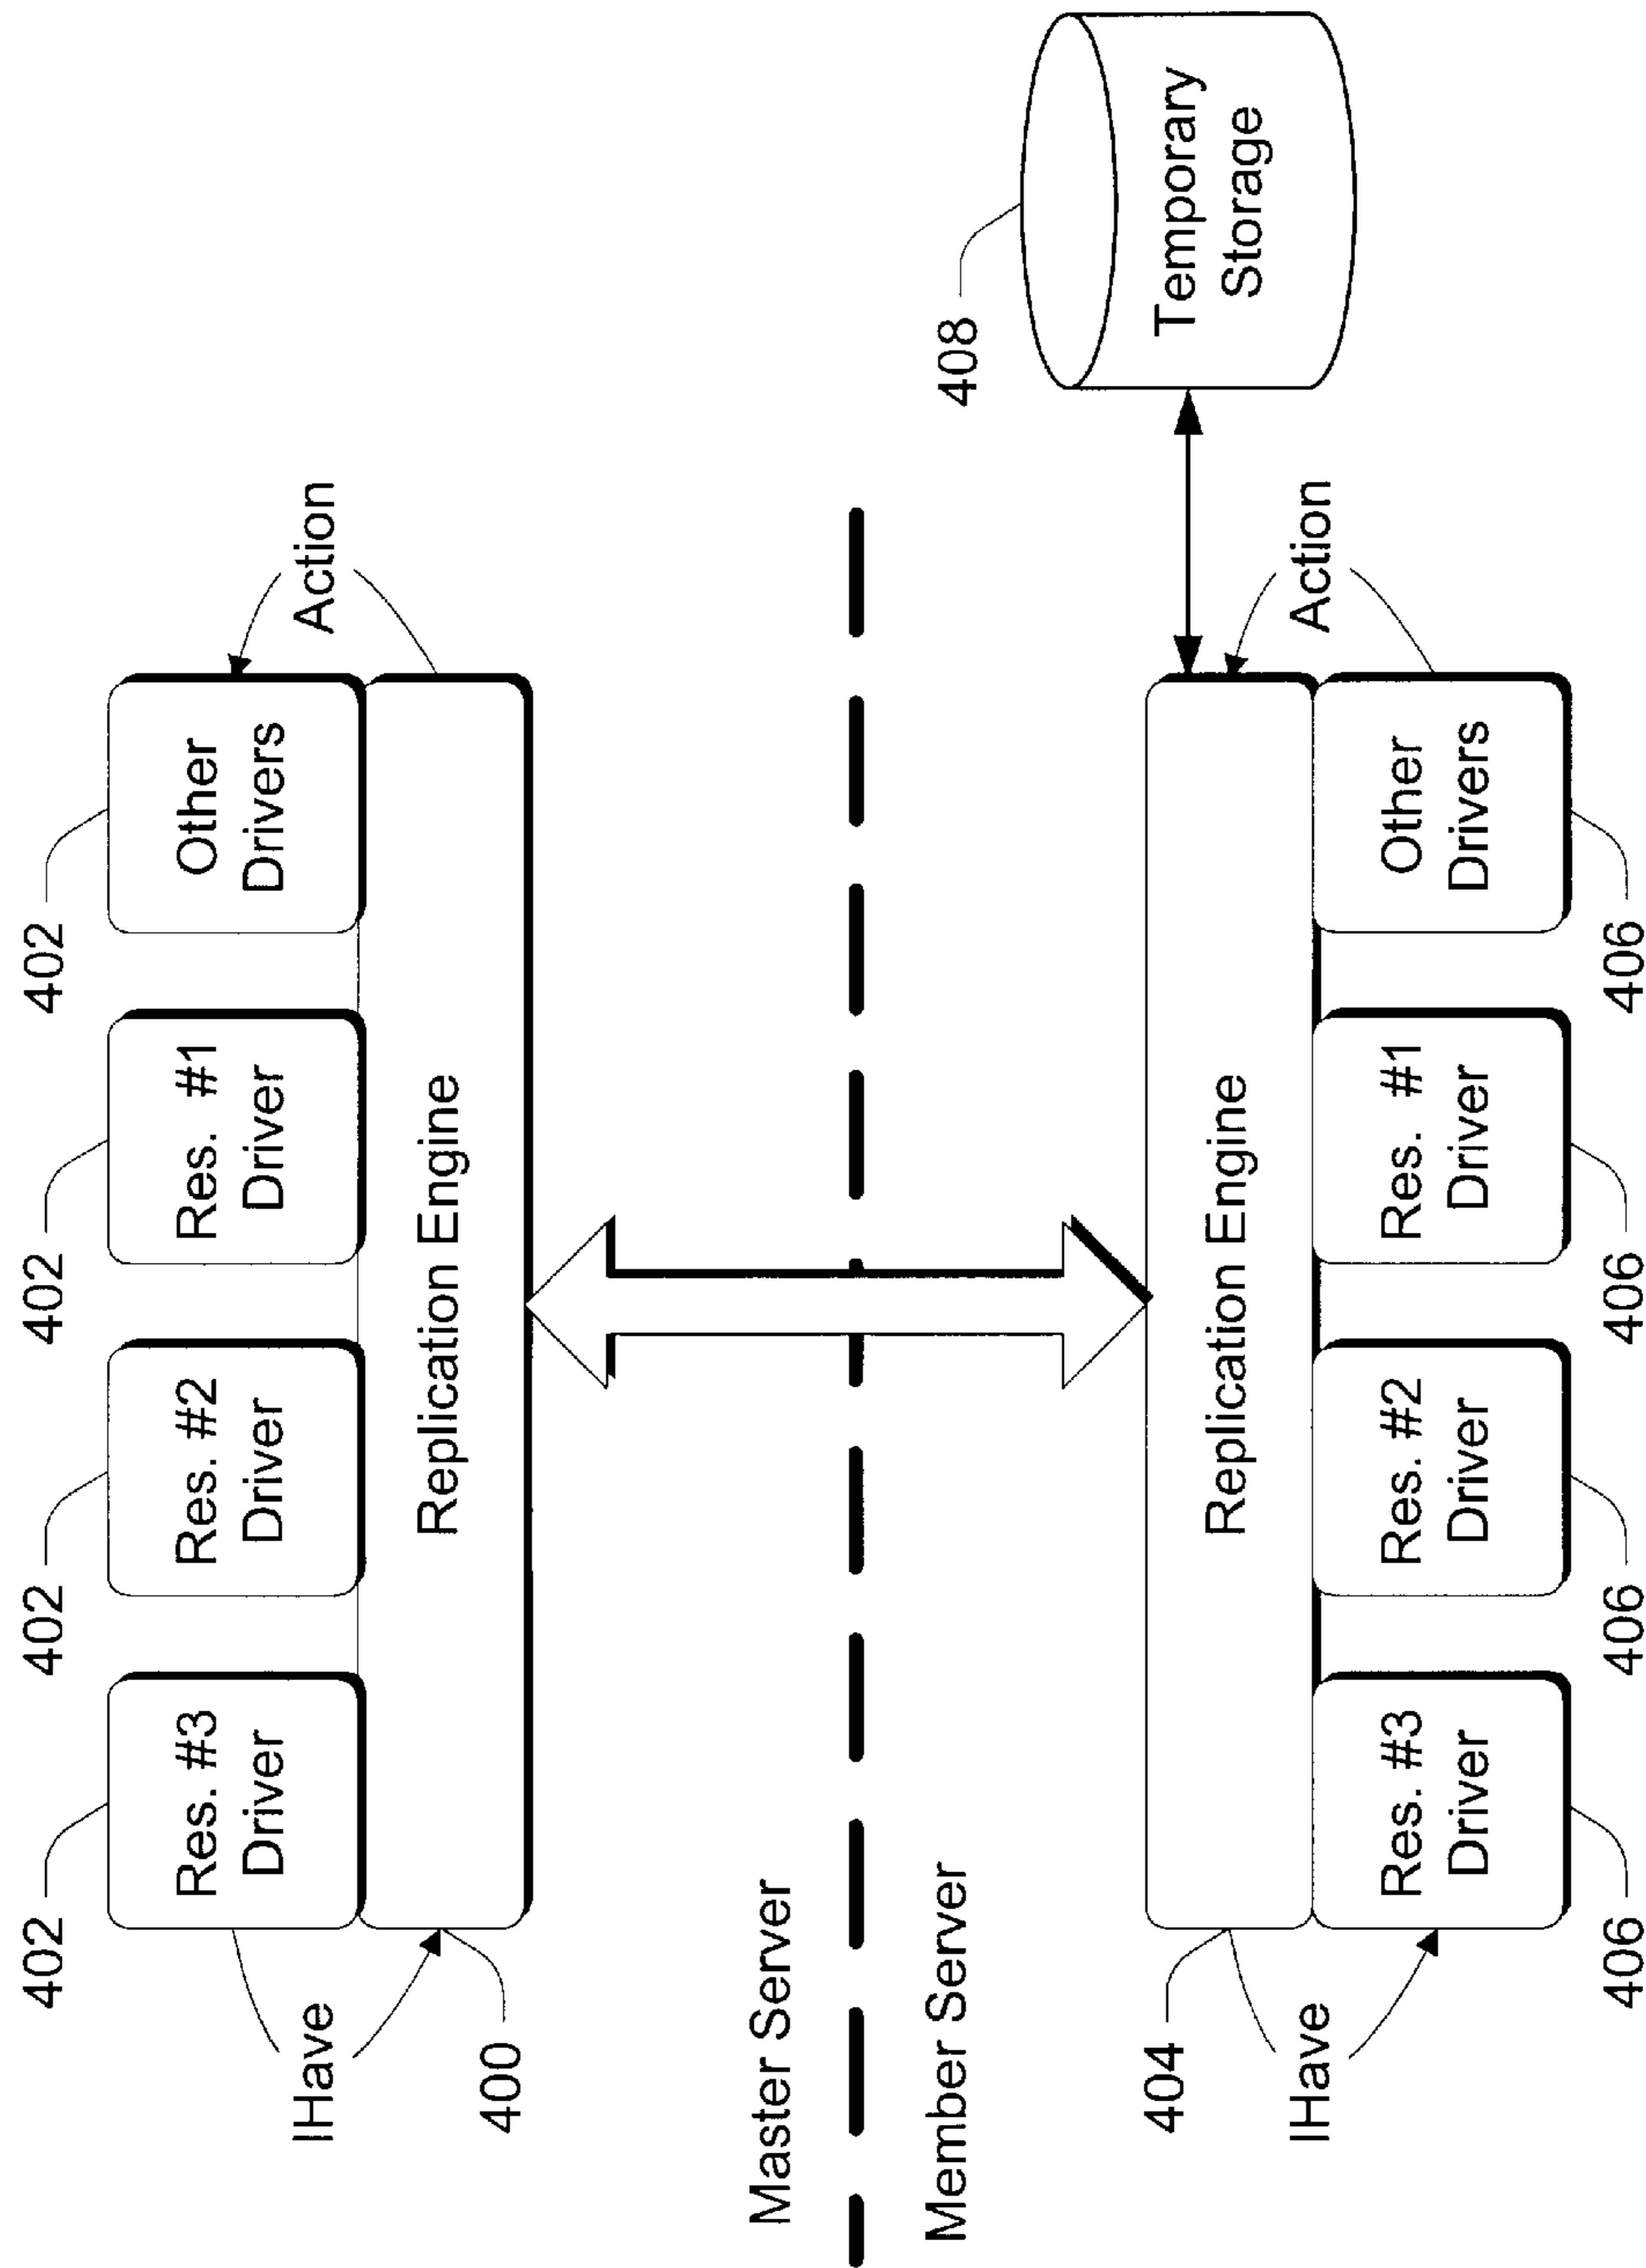 402
402
402
402
Res. #3
Driver
Res. #2
Driver
Res.  #1
Driver
Other
Drivers
IHave
Action
Replication Engine
400
Master Server
Member Server
408
404
Replication Engine
Temporary
Storage
IHave
Action
Res. #3
Driver
Res. #2
Driver
Res.  #1
Driver
Other
Drivers
406
406
406
406